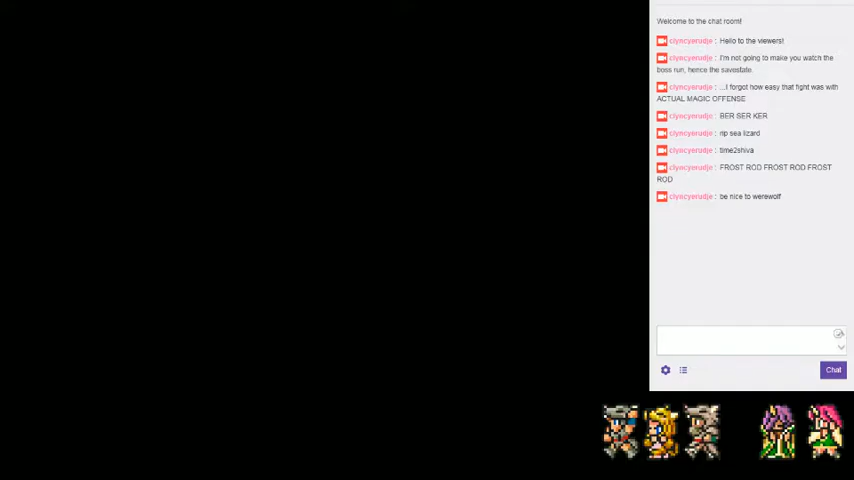 Welcome to the chat room!
clyncyerudje : Hello to the viewers!
clyncyerudje : I'm not going to make you watch the
boss run, hence the savestate.
clyncyerudje : ...I forgot how easy that fight was with
ACTUAL MAGIC OFFENSE
clyncyerudje : BER SER KER
clyncyerudje : rip sea lizard
clyncyerudje : time2shiva
clyncyerudje : FROST ROD FROST ROD FROST
ROD
clyncyerudje : be nice to werewolf
Chat